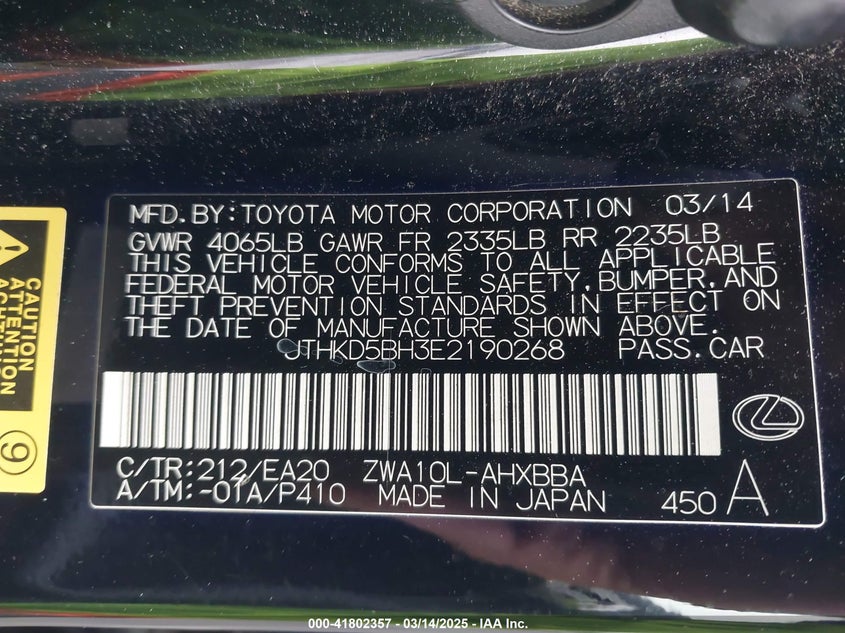 MFD.BY:TOYOTA MOTOR CORPORATION 03/14
GVWR 4065LB GAWR FR 2335LB RR 2235LB
THIS VEHICLE CONFORMS TO ALL APPLICABLE
FEDERAL MOTOR VEHICLE SAFETY,BUMPER,AND
THEFT PREVENTION STANDARDS IN EFFECT ON
THE DATE OF MANUFACTURE SHOWN ABOVE.
JTHKD5BH3E2190268 PASS.CAR
C/TR:212/EA20 ZWA10L-AHXBBA
A/TM:-01A/P410 MADE IN JAPAN 450 A
CAUTION
ATTENTION
ACHTUNG
9
000-41802357 - 03/14/2025 - IAA Inc.